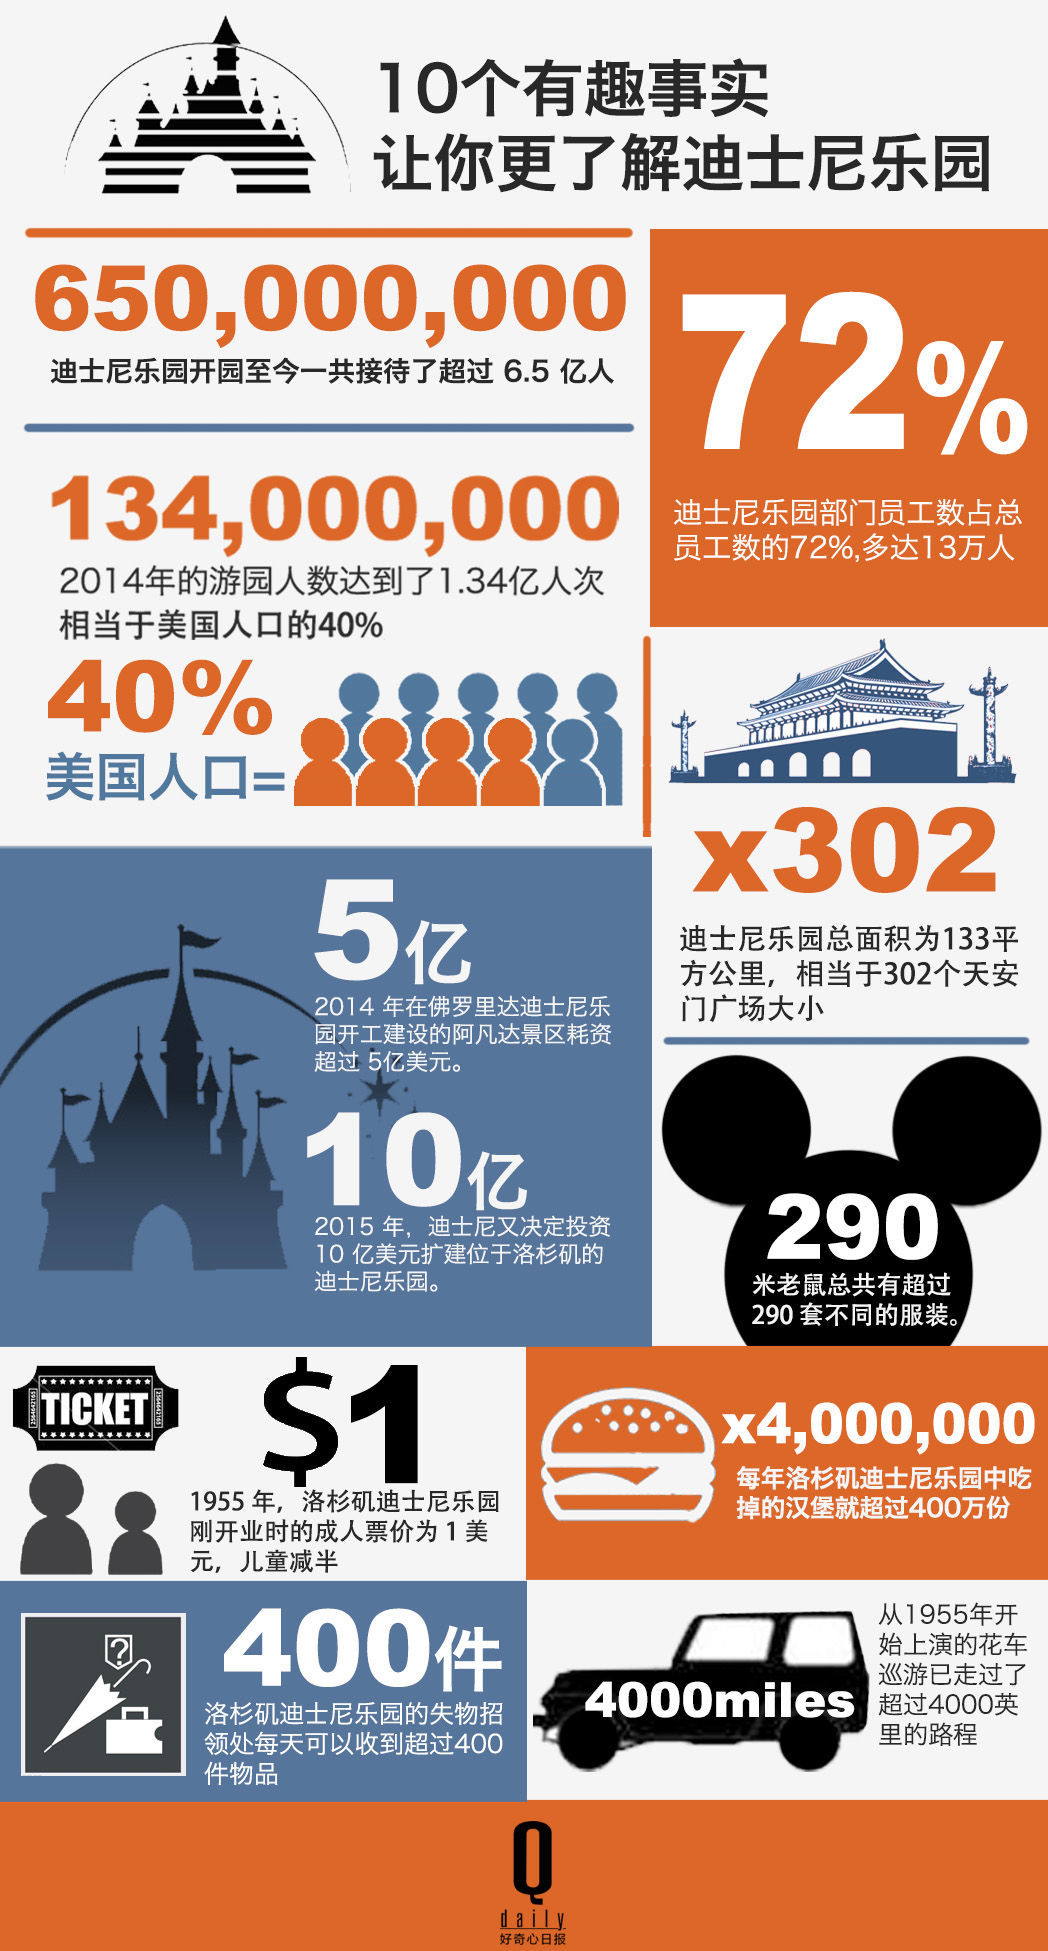 10个有趣事实
让你更了解迪士尼乐园
650,000,000
迪士尼乐园开园至今一共接待了超过 6.5 亿人
72%
迪士尼乐园部门员工数占总
员工数的72%,多达13万人
134,000,000
2014年的游园人数达到了1.34亿人次
相当于美国人口的40%
40%
美国人口=
x302
迪士尼乐园总面积为133平
方公里，相当于302个天安
门广场大小
5亿
2014 年在佛罗里达迪士尼乐
园开工建设的阿凡达景区耗资
超过 5亿美元。
10亿
2015 年，迪士尼又决定投资
10 亿美元扩建位于洛杉矶的
迪士尼乐园。
290
米老鼠总共有超过
290 套不同的服装。
TICKET
$1
1955 年，洛杉矶迪士尼乐园
刚开业时的成人票价为 1 美
元，儿童减半
x4,000,000
每年洛杉矶迪士尼乐园中吃
掉的汉堡就超过400万份
?
400件
洛杉矶迪士尼乐园的失物招
领处每天可以收到超过400
件物品
4000miles
从1955年开
始上演的花车
巡游已走过了
超过4000英
里的路程
Q
daily
好奇心日报